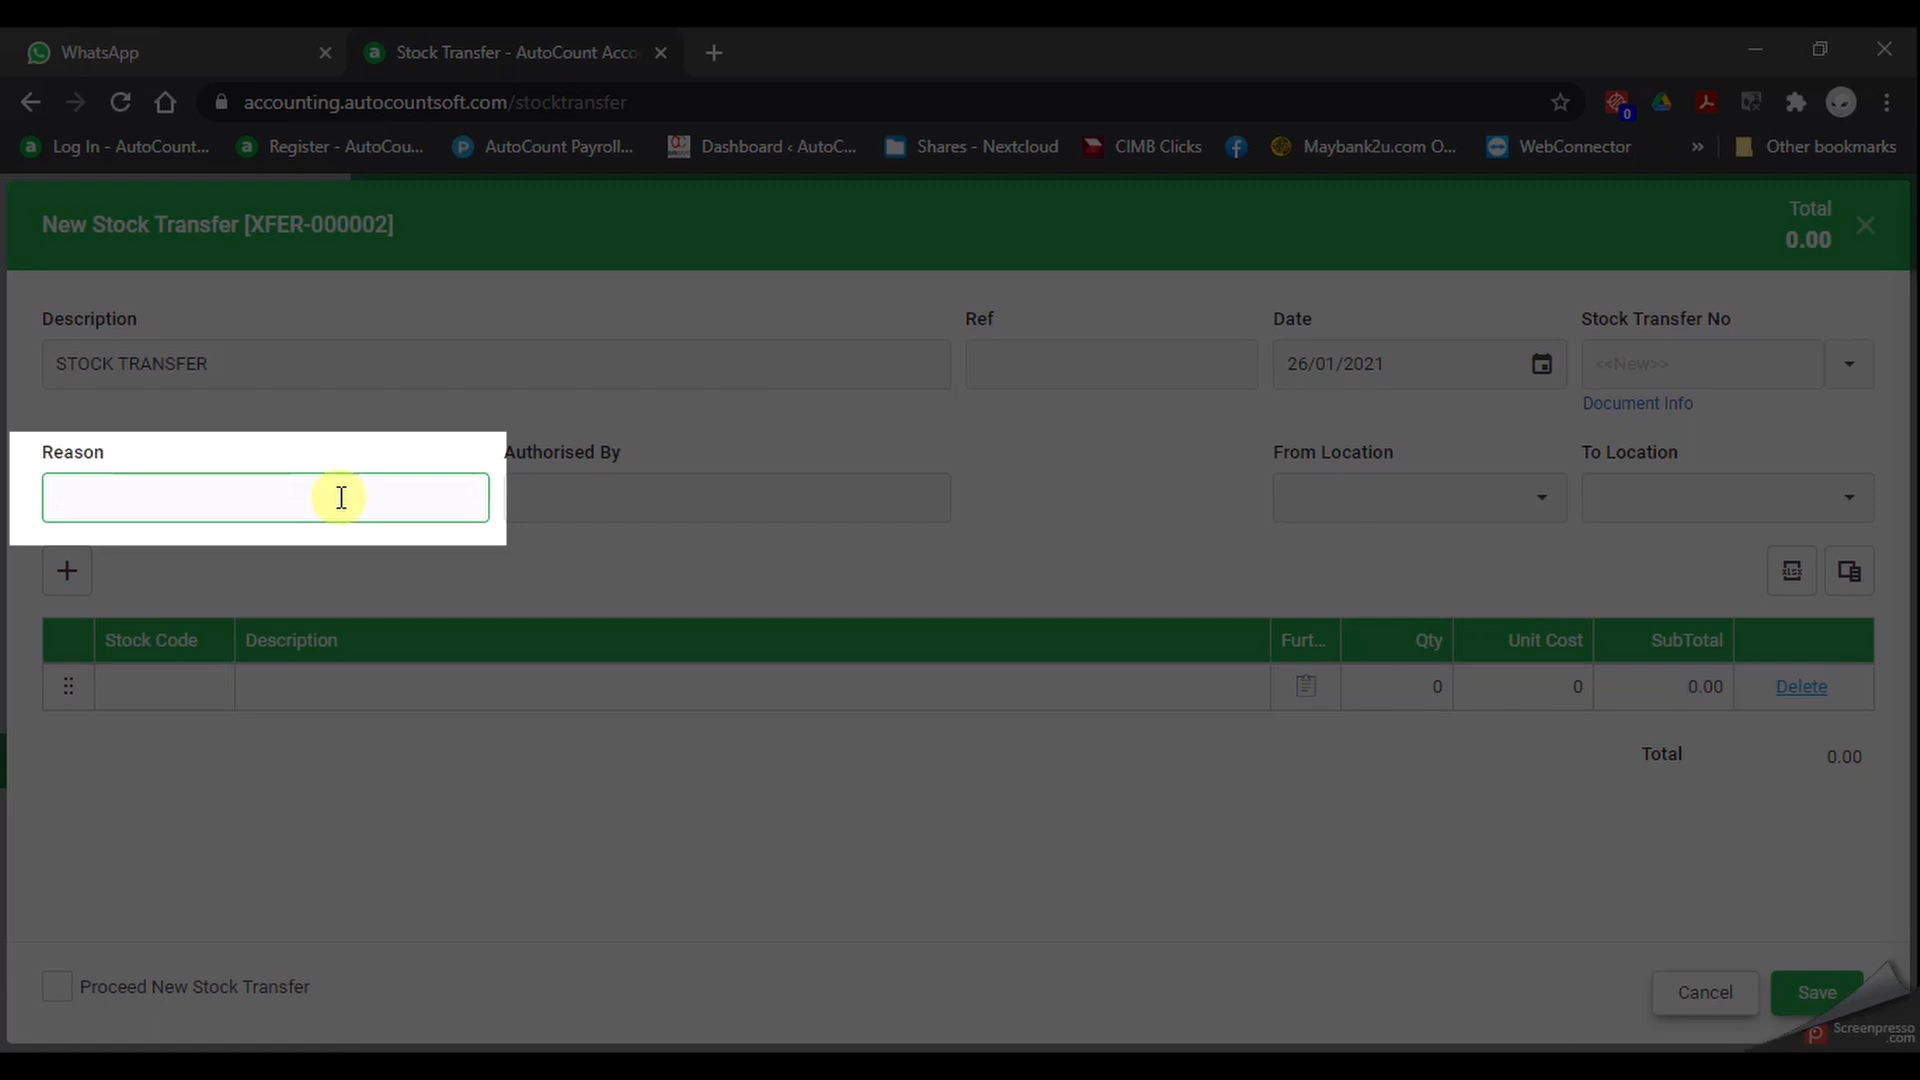 WhatsApp
Stock Transfer - AutoCount Acco
accounting.autocountsoft.com/stocktransfer
0
Log In - AutoCount...
Register - AutoCou...
AutoCount Payroll...
Dashboard ‹ AutoC...
Shares - Nextcloud
CIMB Clicks
Maybank2u.com O...
WebConnector
»
Other bookmarks
New Stock Transfer [XFER-000002]
Total
0.00
Description
Ref
Date
Stock Transfer No
STOCK TRANSFER
26/01/2021
<<New>>
Document Info
Reason
Authorised By
From Location
To Location
xlsx
Stock Code
Description
Furt...
Qty
Unit Cost
SubTotal
0
0
0.00
Delete
Total
0.00
Proceed New Stock Transfer
Cancel
Save
Screenpresso
.com